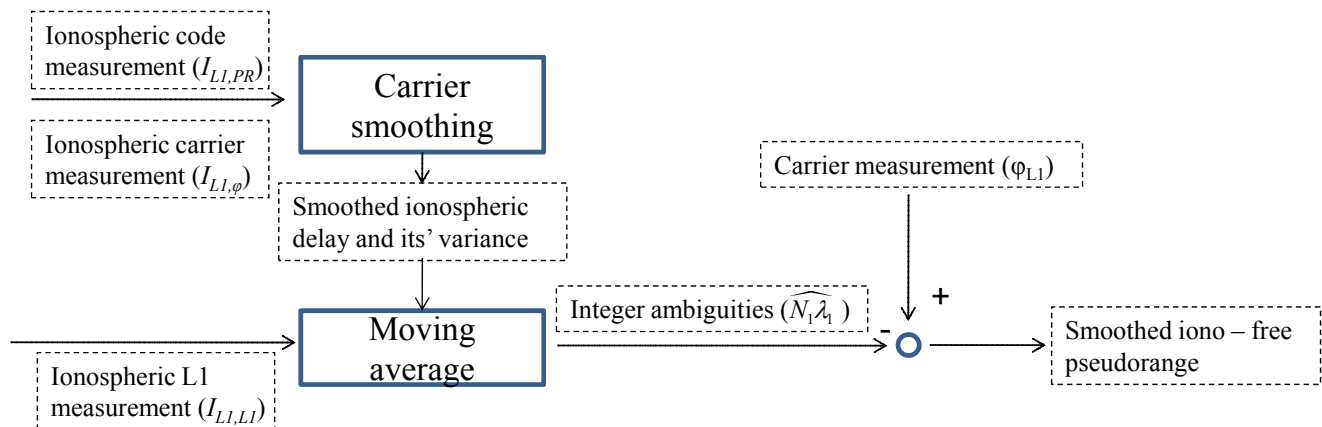 Ionospheric code
measurement (I_{L1,PR})
Carrier
smoothing
Ionospheric carrier
measurement (I_{L1,φ})
Carrier measurement (φ_{L1})
Smoothed ionospheric
delay and its’ variance
Integer ambiguities (\widehat{N_1λ_1} )
+
-
Moving
average
Smoothed iono – free
pseudorange
Ionospheric L1
measurement (I_{L1,L1})